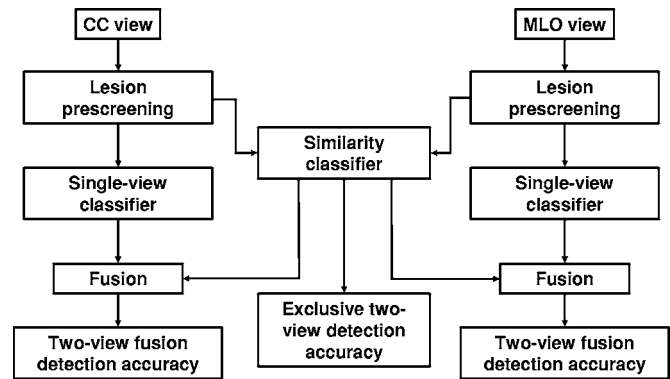 CC view
MLO view
Lesion
prescreening
Lesion
prescreening
Similarity
classifier
Single-view
classifier
Single-view
classifier
Fusion
Fusion
Exclusive two-
view detection
accuracy
Two-view fusion
detection accuracy
Two-view fusion
detection accuracy